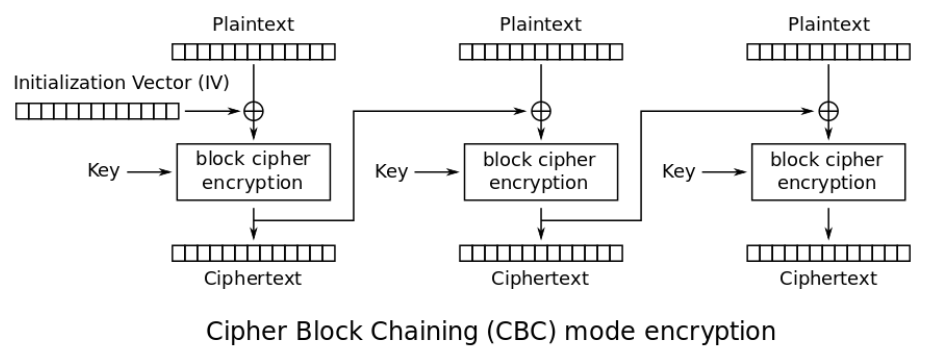 Plaintext
Plaintext
Plaintext
Initialization Vector (IV)
Key
block cipher
encryption
Key
block cipher
encryption
Key
block cipher
encryption
Ciphertext
Ciphertext
Ciphertext
Cipher Block Chaining (CBC) mode encryption